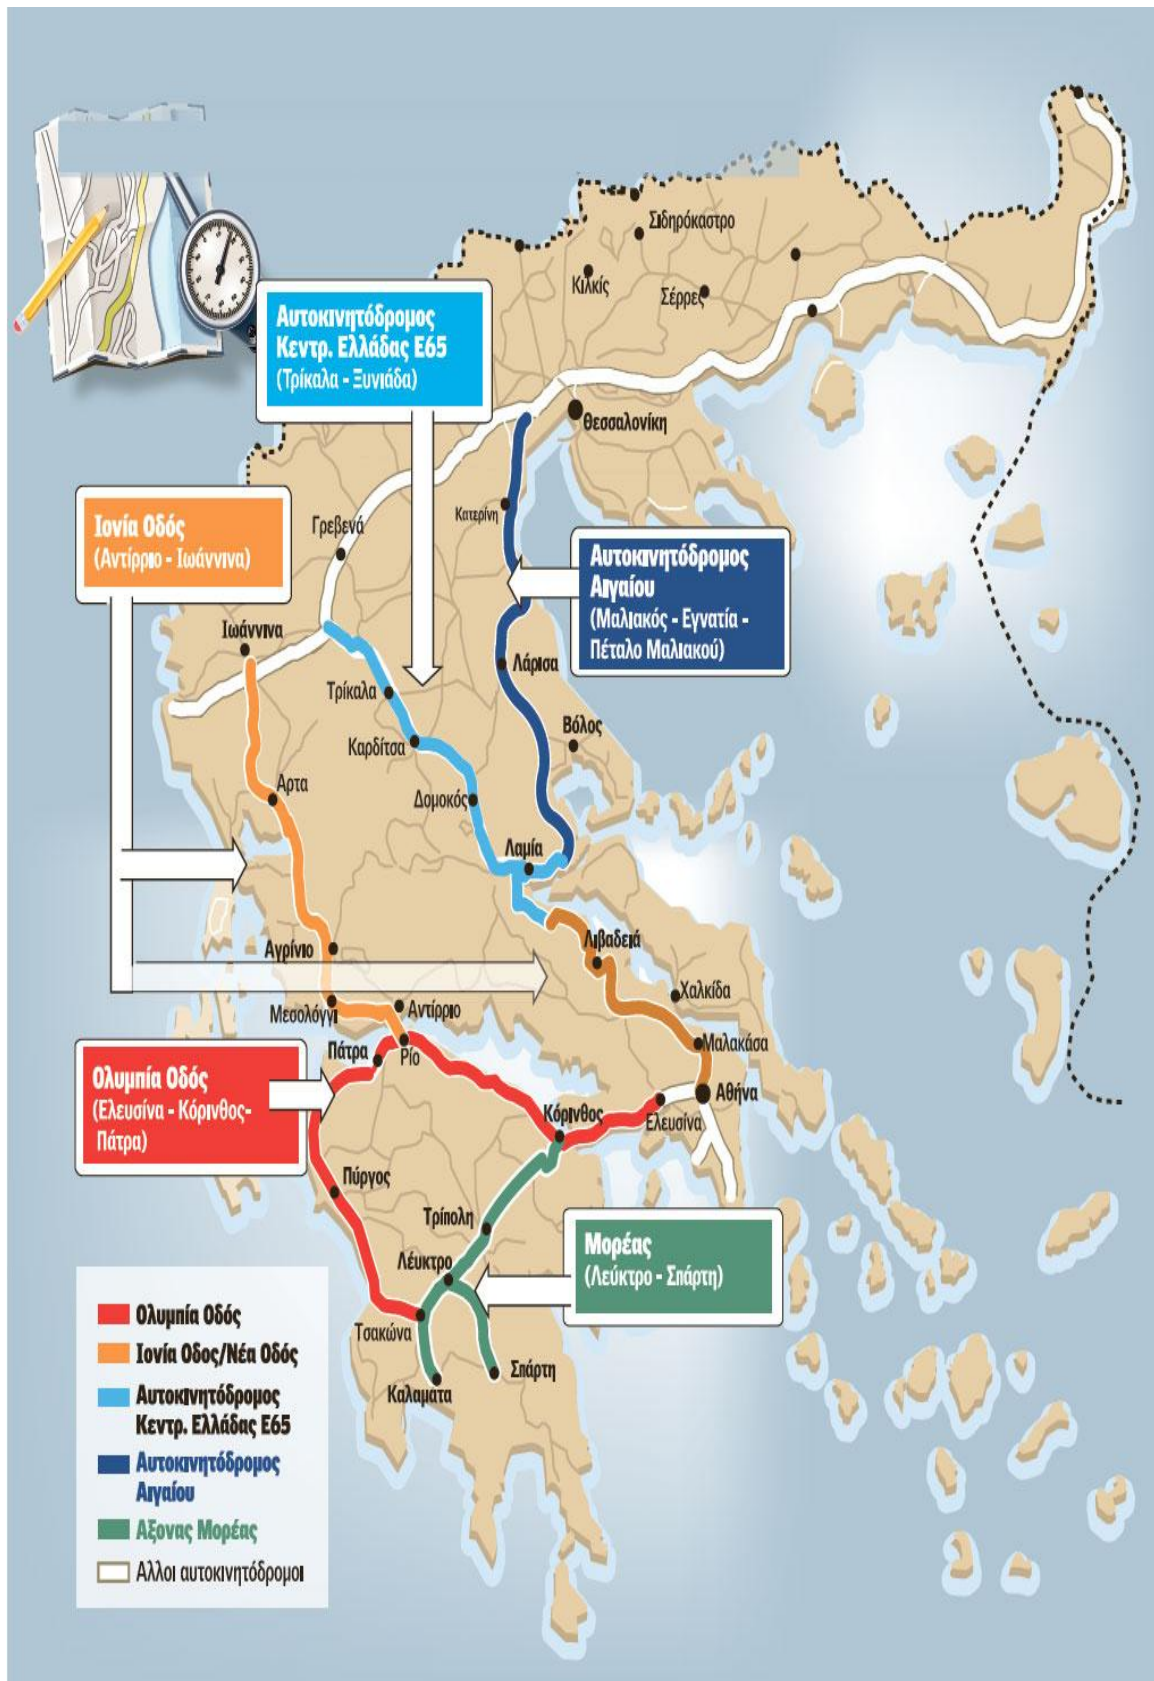 Σιδηρόκαστρο
Κιλκίς
Σέρρες
Αυτοκινητόδρομος
Κεντρ. Ελλάδας Ε65
(Τρίκαλα - Ξυνιάδα)
Θεσσαλονίκη
Ιονία Οδός
(Αντίρριο - Ιωάννινα)
Γρεβενά
Κατερίνη
Αυτοκινητόδρομος
Αιγαίου
(Μαλιακός - Εγνατία -
Πέταλο Μαλιακού)
Ιωάννινα
Λάρισα
Τρίκαλα
Βόλος
Καρδίτσα
Αρτα
Δομοκός
Λαμία
Λιβαδειά
Αγρίνιο
Χαλκίδα
Μεσολόγγι
Αντίρριο
Μαλακάσα
Πάτρα
Ρίο
Ολυμπία Οδός
(Ελευσίνα - Κόρινθος-
Πάτρα)
Αθήνα
Κόρινθος
Ελευσίνα
Πύργος
Τρίπολη
Μορέας
(Λεύκτρο - Σπάρτη)
Λέυκτρο
Τσακώνα
Σπάρτη
Καλαμάτα
Ολυμπία Οδός
Ιονία Οδος/Νέα Οδός
Αυτοκινητόδρομος
Κεντρ. Ελλάδας Ε65
Αυτοκινητόδρομος
Αιγαίου
Αξονας Μορέας
Αλλοι αυτοκινητόδρομοι